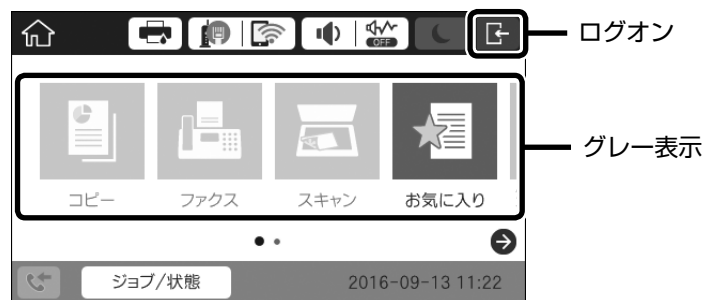 OFF
ログオン
グレー表示
コピー
ファクス
スキャン
お気に入り
ジョブ/状態
2016-09-13 11:22